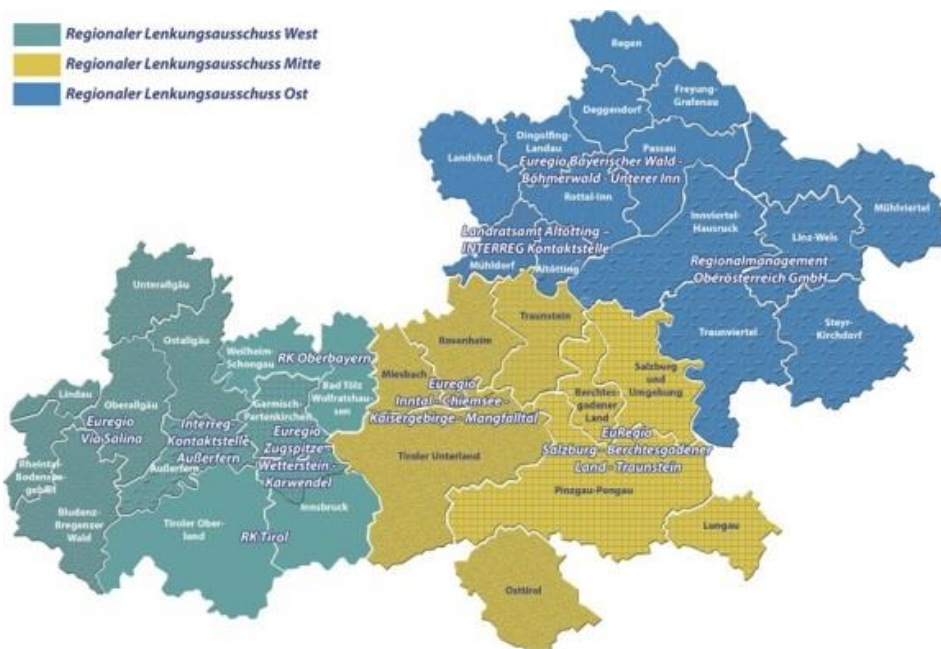 Regionaler Lenkungsausschuss West
Regionaler Lenkungsausschuss Mitte
Regionaler Lenkungsausschuss Ost
Regen
Freyung-
Grafenau
Deggendorf
Dingolfing-
Landau
Passau
Landshut
Euregio Bayerischer Wald -
Böhmerwald - Unterer Inn
Rottal-Inn
Mühlviertel
Innviertel-
Hausruck
Linz-Wels
Landratsamt Altötting –
INTERREG Kontaktstelle
Mühldorf
Altötting
Regionalmanagement
Oberösterreich GmbH
Unterallgäu
Traunstein
Traunviertel
Steyr-
Kirchdorf
Ostallgäu
Weilheim-
Schongau
RK Oberbayern
Rosenheim
Miesbach
Salzburg
und
Umgebung
Bad Tölz
Wolfratshau-
sen
Lindau
Oberallgäu
Garmisch-
Partenkirchen
Euregio
Inntal - Chiemsee -
Kaisergebirge - Mangfalltal
Berchtes-
gadener
Land
Euregio
Via Salina
Interreg-
Kontaktstelle
Außerfern
Euregio
Zugspitze
Wetterstein -
Karwendel
EuRegio
Salzburg - Berchtesgadener
Land - Traunstein
Tiroler Unterland
Rheintal-
Bodensee-
gebiet
Außerfern
Pinzgau-Pongau
Bludenz-
Bregenzer
Wald
Tiroler Ober-
land
Innsbruck
RK Tirol
Lungau
Osttirol